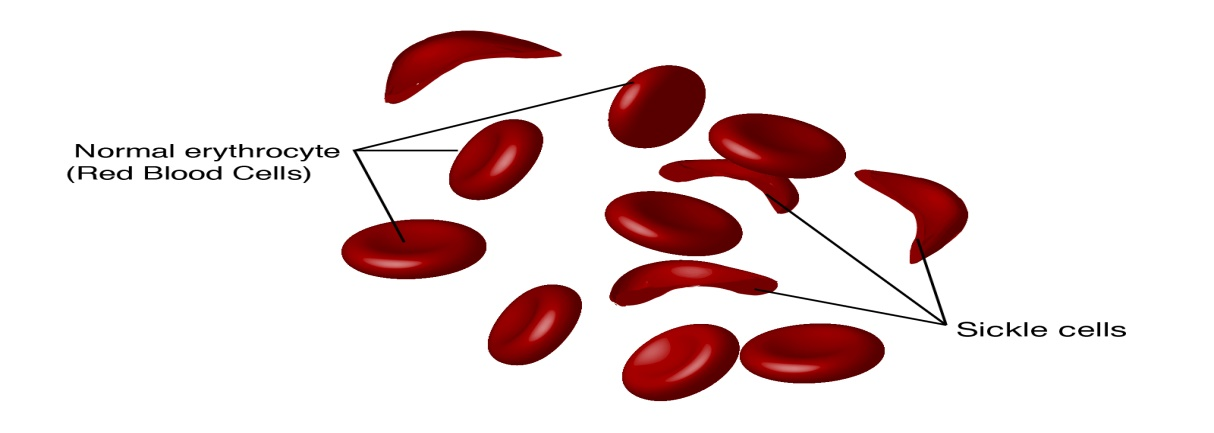 Normal erythrocyte
(Red Blood Cells)
Sickle cells